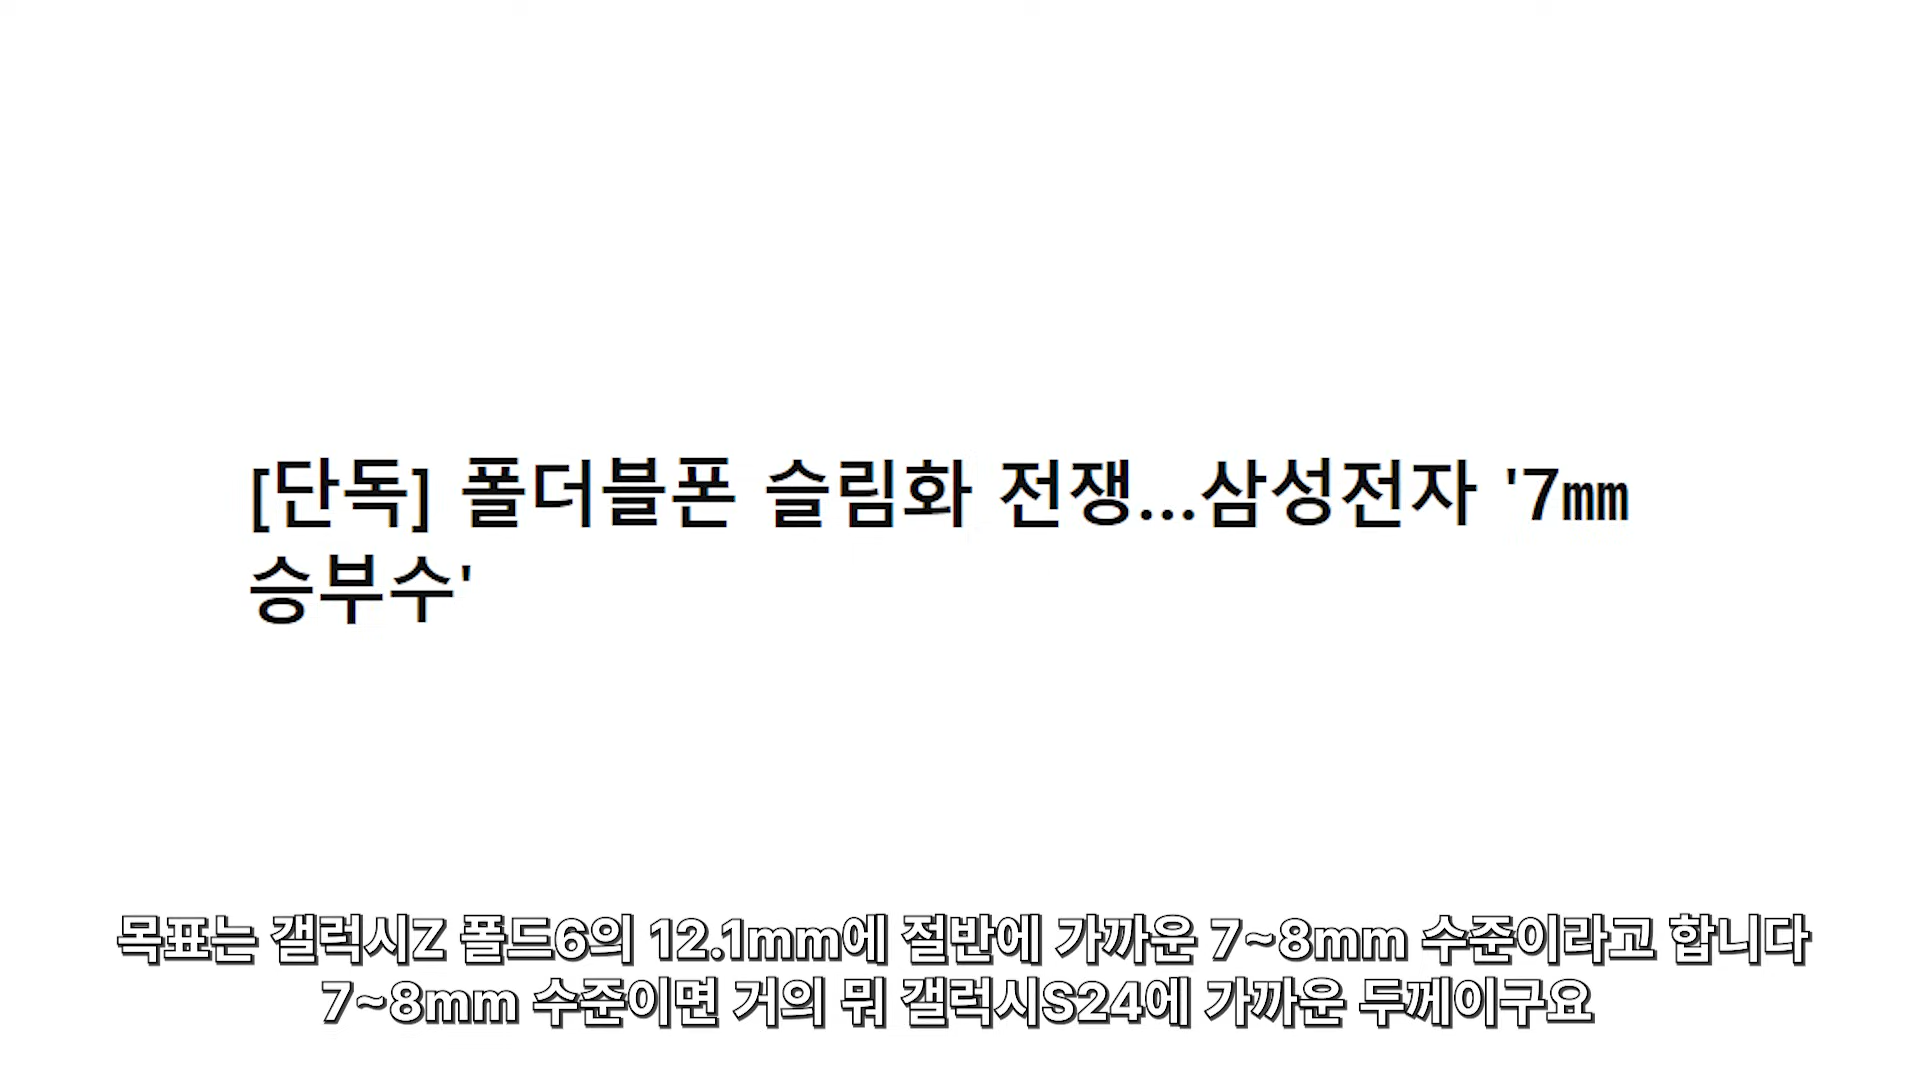 [단독] 폴더블폰 슬림화 전쟁...삼성전자 '7㎜
승부수'
목표는 갤럭시Z 폴드6의 12.1mm에 절반에 가까운 7~8mm 수준이라고 합니다
7~8mm 수준이면 거의 뭐 갤럭시S24에 가까운 두께이구요